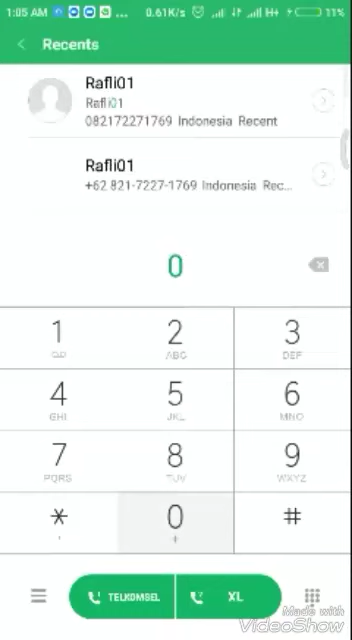 1:05 AM ... 0.61K/s H+ 11%
Recents
Rafli01
Rafli01
082172271769 Indonesia Recent
Rafli01
+62 821-7227-1769 Indonesia Rec...
0
1 2 3
ABC DEF
4 5 6
GHI JKL MNO
7 8 9
PQRS TUV WXYZ
* 0 #
, +
1 TELKOMSEL 2 XL
Made with
VideoShow